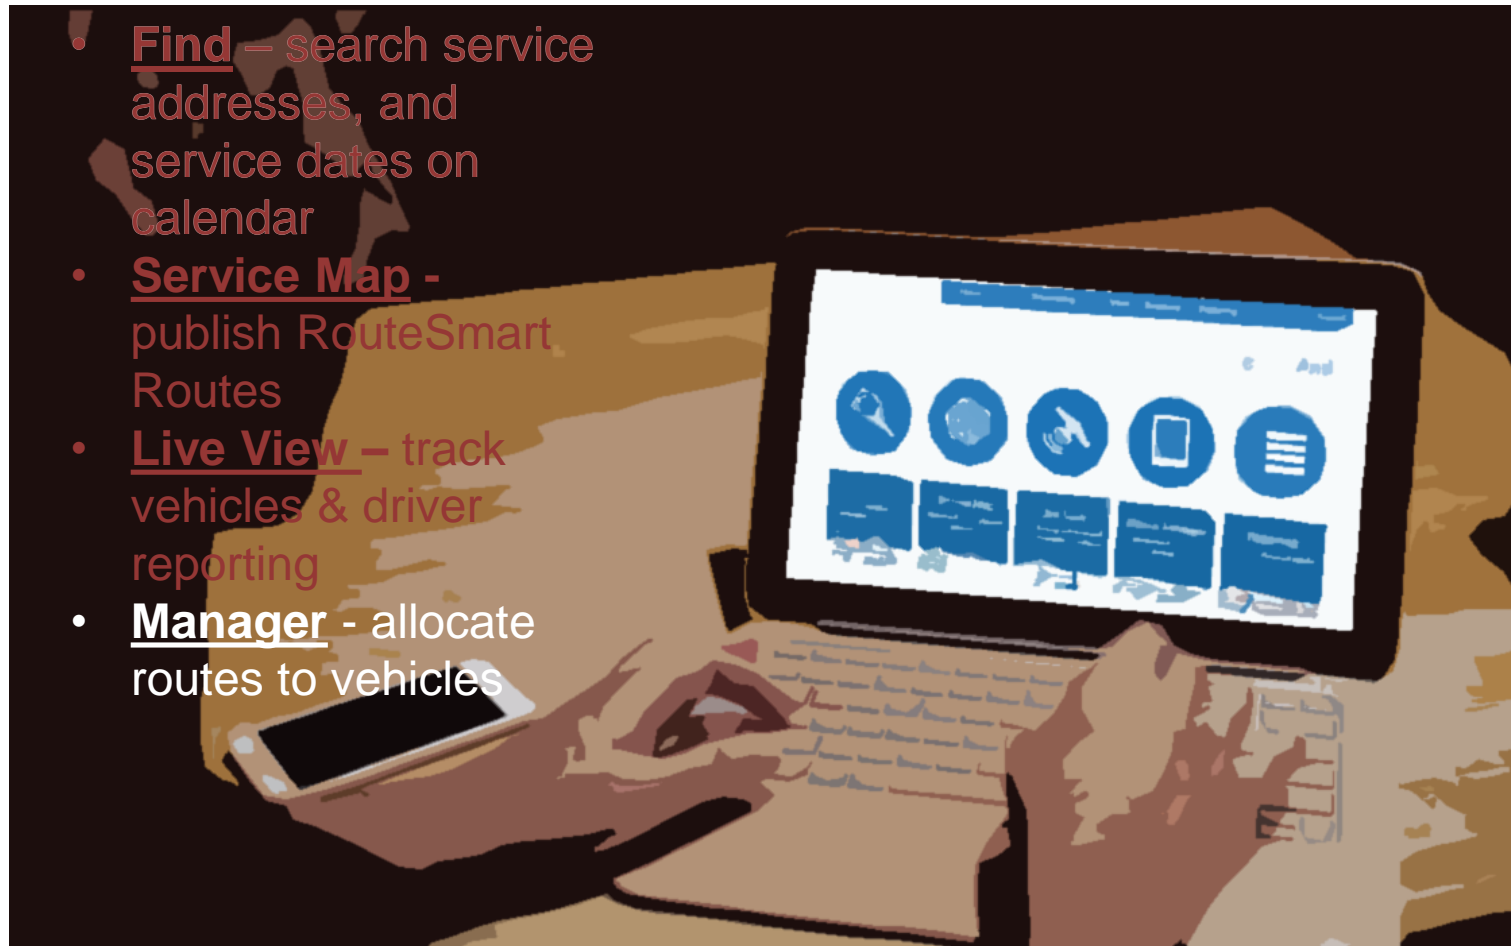 • Find – search service
addresses, and
service dates on
calendar
• Service Map -
publish RouteSmart
Routes
• Live View – track
vehicles & driver
reporting
• Manager - allocate
routes to vehicles